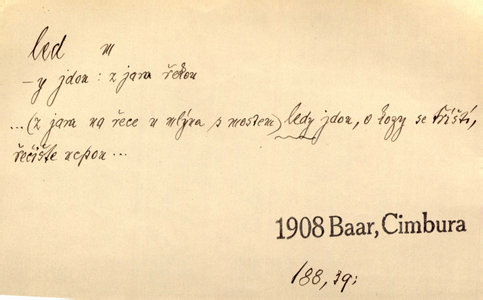 led m
-y jdou: z jara řekou
...(z jara na řece u mlýna s mostem) ledy jdou, o kozy se tříští,
řečiště ucpou...
1908 Baar, Cimbura
188,39;